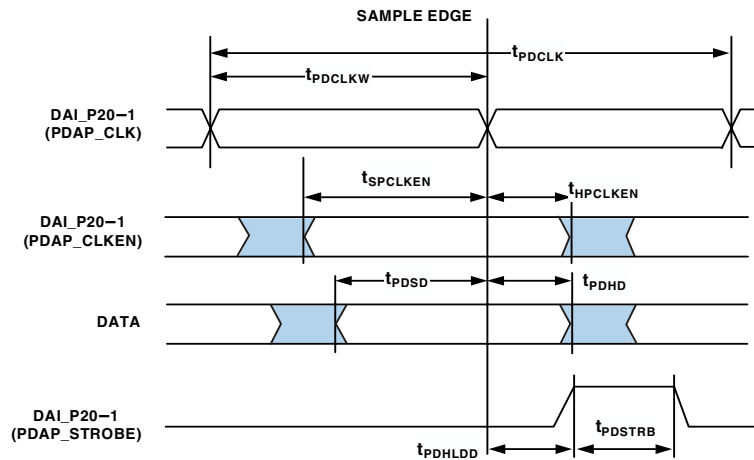 SAMPLE EDGE
tPDCLK
tPDCLKW
DAI_P20–1
(PDAP_CLK)
tSPCLKEN
tHPCLKEN
DAI_P20–1
(PDAP_CLKEN)
tPDSD
tPDHD
DATA
DAI_P20–1
(PDAP_STROBE)
tPDSTRB
tPDHLDD